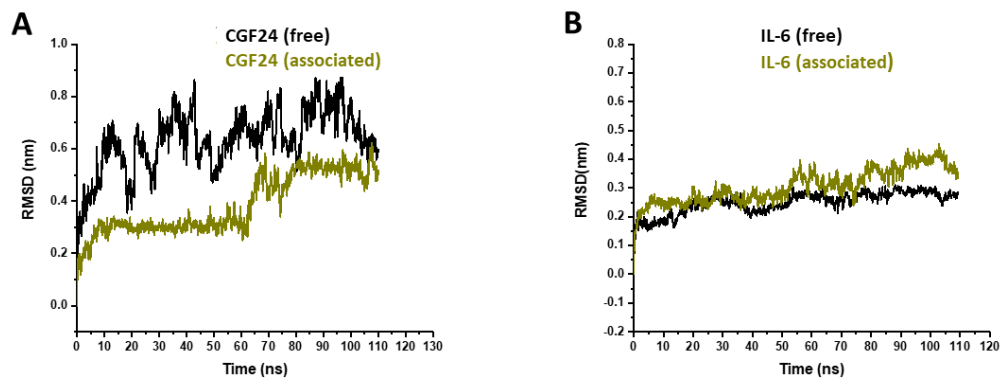 A
CGF24 (free)
CGF24 (associated)
1.0
0.8
0.6
0.4
0.2
0.0
RMSD (nm)
0 10 20 30 40 50 60 70 80 90 100 110 120 130
Time (ns)
B
IL-6 (free)
IL-6 (associated)
0.8
0.7
0.6
0.5
0.4
0.3
0.2
0.1
0.0
-0.1
-0.2
RMSD(nm)
0 10 20 30 40 50 60 70 80 90 100 110 120
Time (ns)